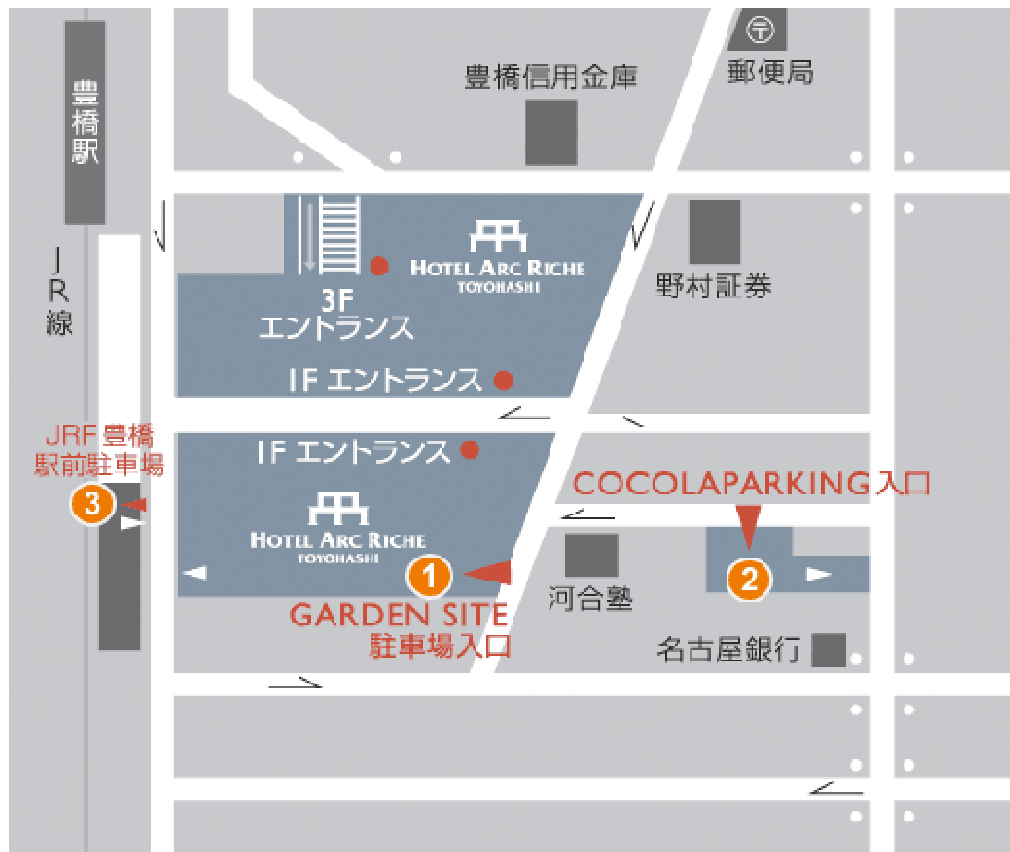 〒
郵便局
豊橋信用金庫
豊橋駅
HOTEL ARC RICHE
TOYOHASHI
野村証券
JR線
3F
エントランス
1F エントランス
JRF 豊橋
駅前駐車場
3
1F エントランス
COCOLAPARKING入口
HOTEL ARC RICHE
TOYOHASHI
1
2
河合塾
GARDEN SITE
駐車場入口
名古屋銀行